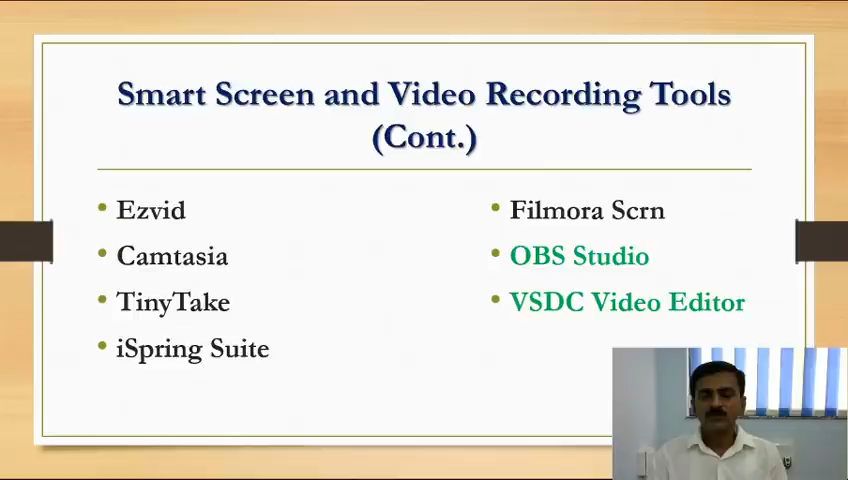 Smart Screen and Video Recording Tools
(Cont.)
• Ezvid
• Camtasia
• TinyTake
• iSpring Suite
• Filmora Scrn
• OBS Studio
• VSDC Video Editor